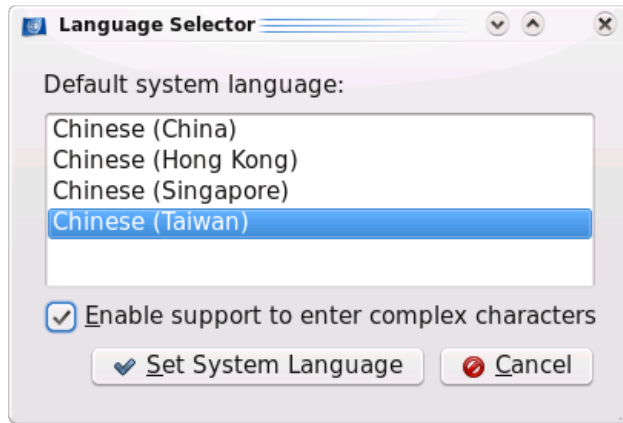 Language Selector
Default system language:
Chinese (China)
Chinese (Hong Kong)
Chinese (Singapore)
Chinese (Taiwan)
Enable support to enter complex characters
Set System Language
Cancel